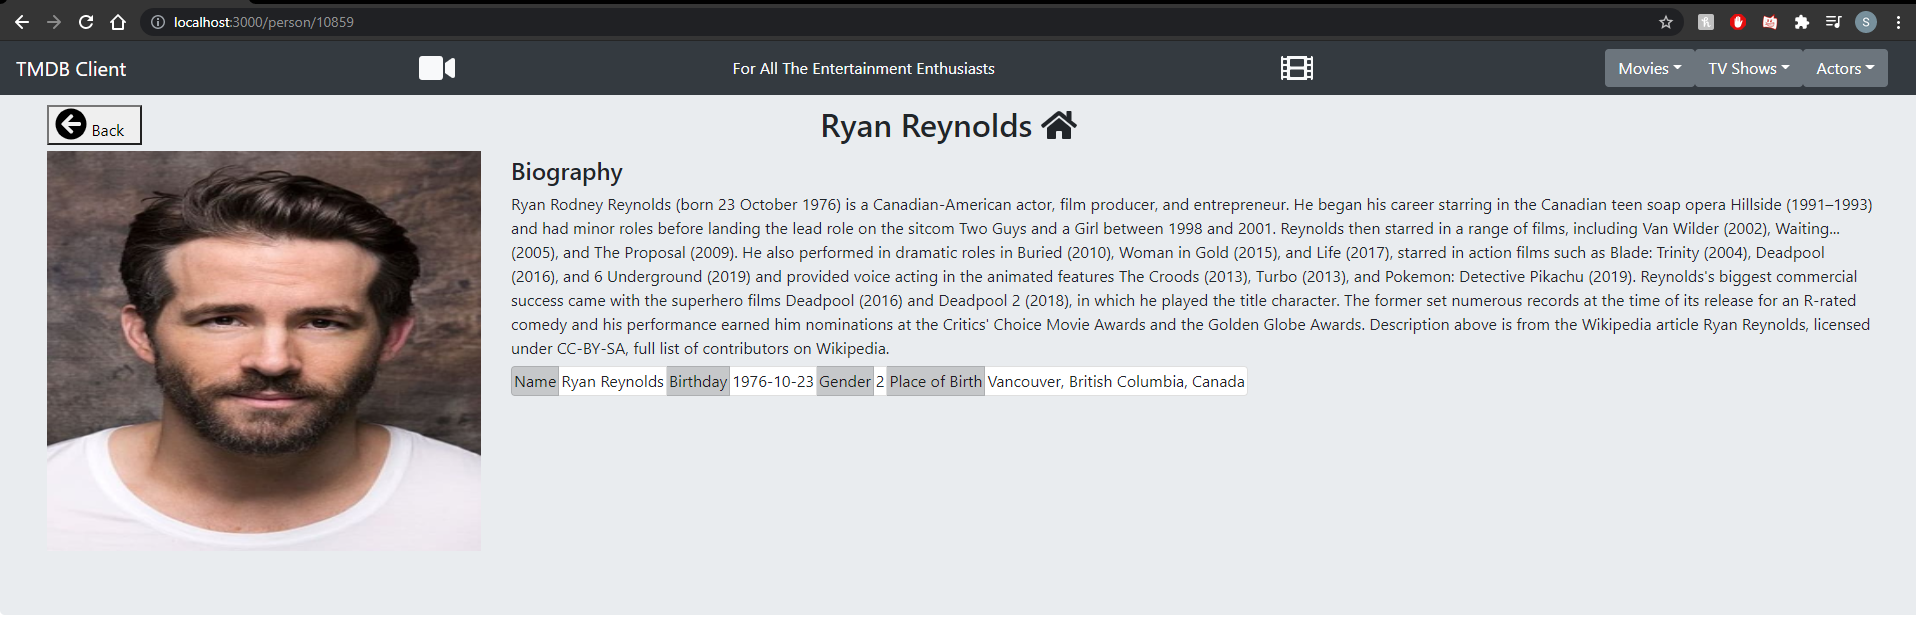 localhost:3000/person/10859
S
TMDB Client
For All The Entertainment Enthusiasts
Movies
TV Shows
Actors
Back
Ryan Reynolds
Biography
Ryan Rodney Reynolds (born 23 October 1976) is a Canadian-American actor, film producer, and entrepreneur. He began his career starring in the Canadian teen soap opera Hillside (1991–1993)
and had minor roles before landing the lead role on the sitcom Two Guys and a Girl between 1998 and 2001. Reynolds then starred in a range of films, including Van Wilder (2002), Waiting...
(2005), and The Proposal (2009). He also performed in dramatic roles in Buried (2010), Woman in Gold (2015), and Life (2017), starred in action films such as Blade: Trinity (2004), Deadpool
(2016), and 6 Underground (2019) and provided voice acting in the animated features The Croods (2013), Turbo (2013), and Pokemon: Detective Pikachu (2019). Reynolds's biggest commercial
success came with the superhero films Deadpool (2016) and Deadpool 2 (2018), in which he played the title character. The former set numerous records at the time of its release for an R-rated
comedy and his performance earned him nominations at the Critics' Choice Movie Awards and the Golden Globe Awards. Description above is from the Wikipedia article Ryan Reynolds, licensed
under CC-BY-SA, full list of contributors on Wikipedia.
Name Ryan Reynolds Birthday 1976-10-23 Gender 2 Place of Birth Vancouver, British Columbia, Canada